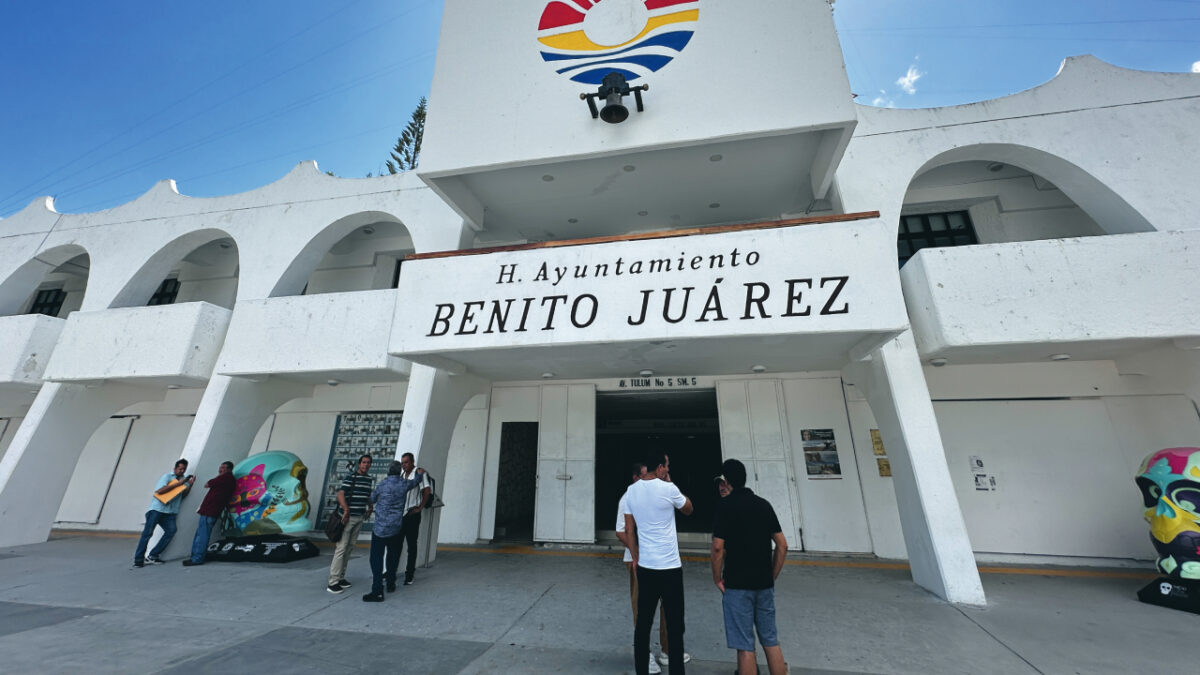 H. Ayuntamiento
BENITO JUÁREZ
AV. TULUM No 5 SM. 5